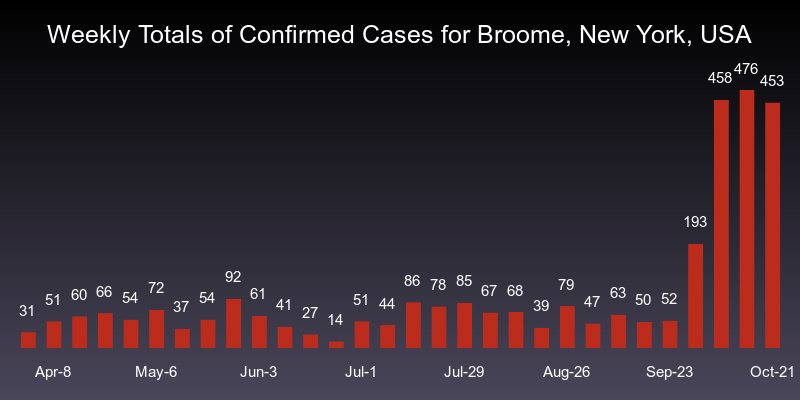 Weekly Totals of Confirmed Cases for Broome, New York, USA
31 51 60 66 54 72 37 54 92 61 41 27 14 51 44 86 78 85 67 68 39 79 47 63 50 52 193 458 476 453
Apr-8 May-6 Jun-3 Jul-1 Jul-29 Aug-26 Sep-23 Oct-21